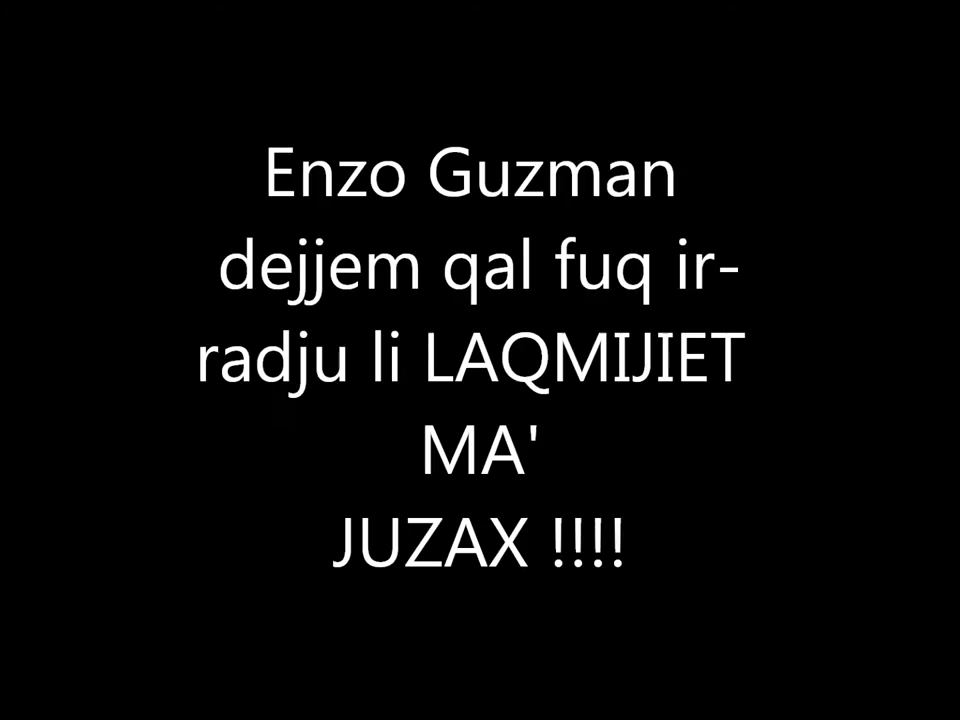 Enzo Guzman
dejjem qal fuq ir-
radju li LAQMIJIET
MA'
JUZAX !!!!